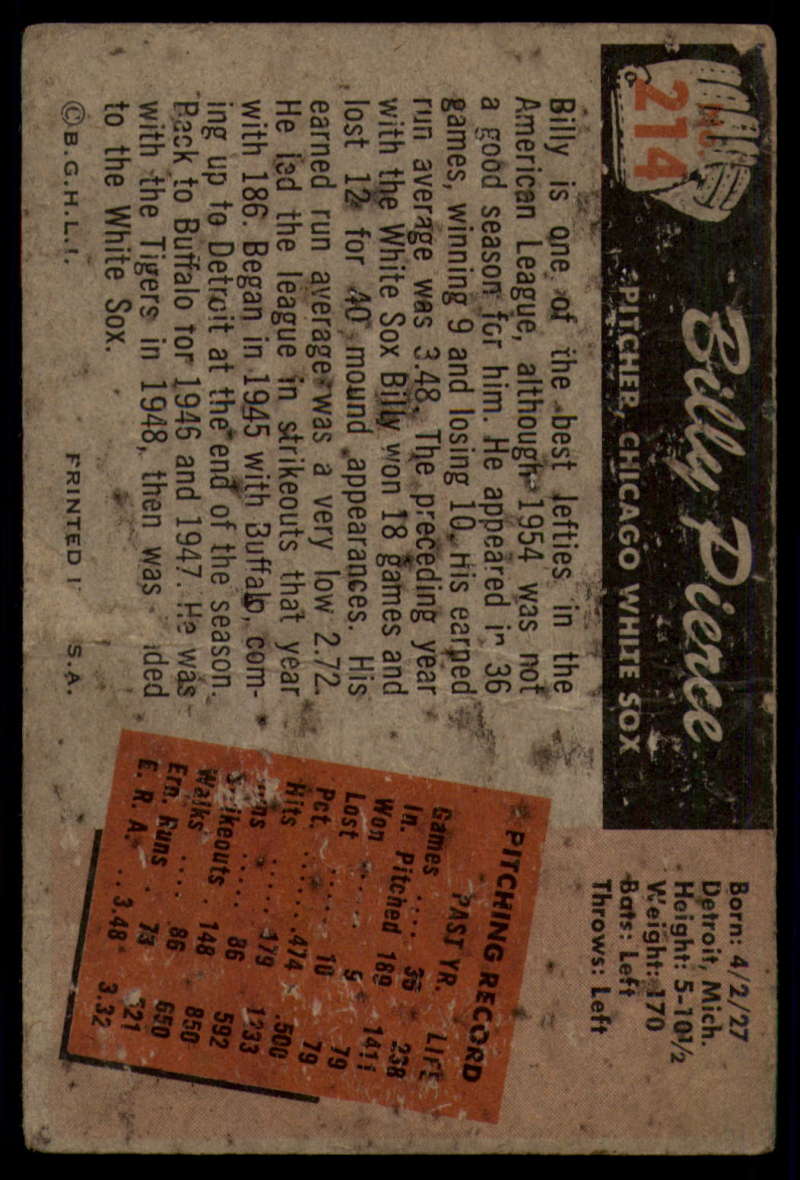 NO.
214
Billy Pierce
PITCHER, CHICAGO WHITE SOX
Born: 4/2/27
Detroit, Mich.
Height: 5-10½
Weight: 170
Bats: Left
Throws: Left
Billy is one of the best lefties in the
American League, although 1954 was not
a good season for him. He appeared in 36
games, winning 9 and losing 10. His earned
run average was 3.48. The preceding year
with the White Sox Billy won 18 games and
lost 12 for 40 mound appearances. His
earned run average was a very low 2.72.
He led the league in strikeouts that year
with 186. Began in 1945 with Buffalo, com-
ing up to Detroit at the end of the season.
Back to Buffalo for 1946 and 1947. He was
with the Tigers in 1948, then was
to the White Sox.
©B.G.H.L.I. PRINTED S.A.
PITCHING RECORD
PAST YR. LIFE
Games .... 36 238
In. Pitched 189 1411
Won ..... 79
Lost ..... 10 79
Pct. ....... .474 .500
Hits ...... 179 1233
..... 86 592
Strikeouts . 148 850
Walks .... 86 650
Ern. Runs . 73 521
E. R. A. .. 3.48 3.32